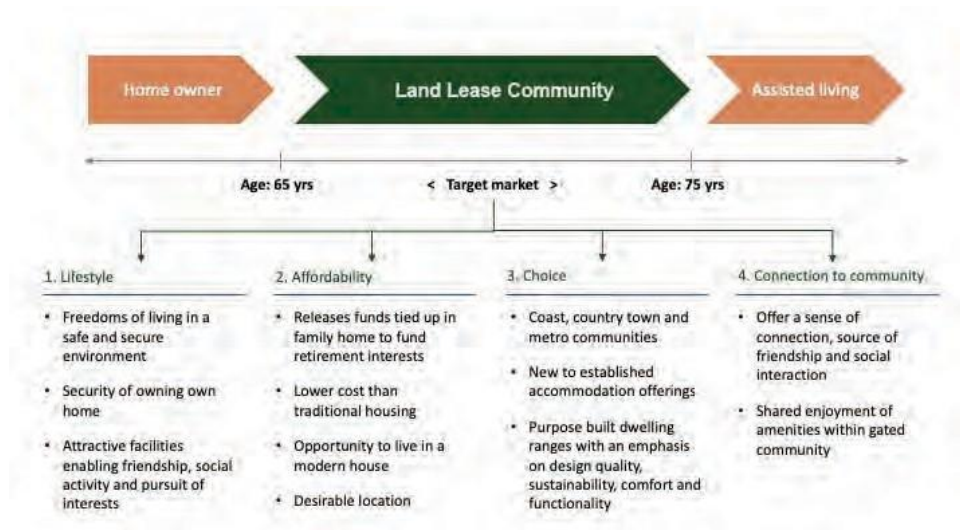 Home owner
Land Lease Community
Assisted living
Age: 65 yrs
< Target market >
Age: 75 yrs
1. Lifestyle
• Freedoms of living in a
safe and secure
environment
• Security of owning own
home
• Attractive facilities
enabling friendship, social
activity and pursuit of
interests
2. Affordability
• Releases funds tied up in
family home to fund
retirement interests
• Lower cost than
traditional housing
• Opportunity to live in a
modern house
• Desirable location
3. Choice
• Coast, country town and
metro communities
• New to established
accommodation offerings
• Purpose built dwelling
ranges with an emphasis
on design quality,
sustainability, comfort and
functionality
4. Connection to community
• Offer a sense of
connection, source of
friendship and social
interaction
• Shared enjoyment of
amenities within gated
community